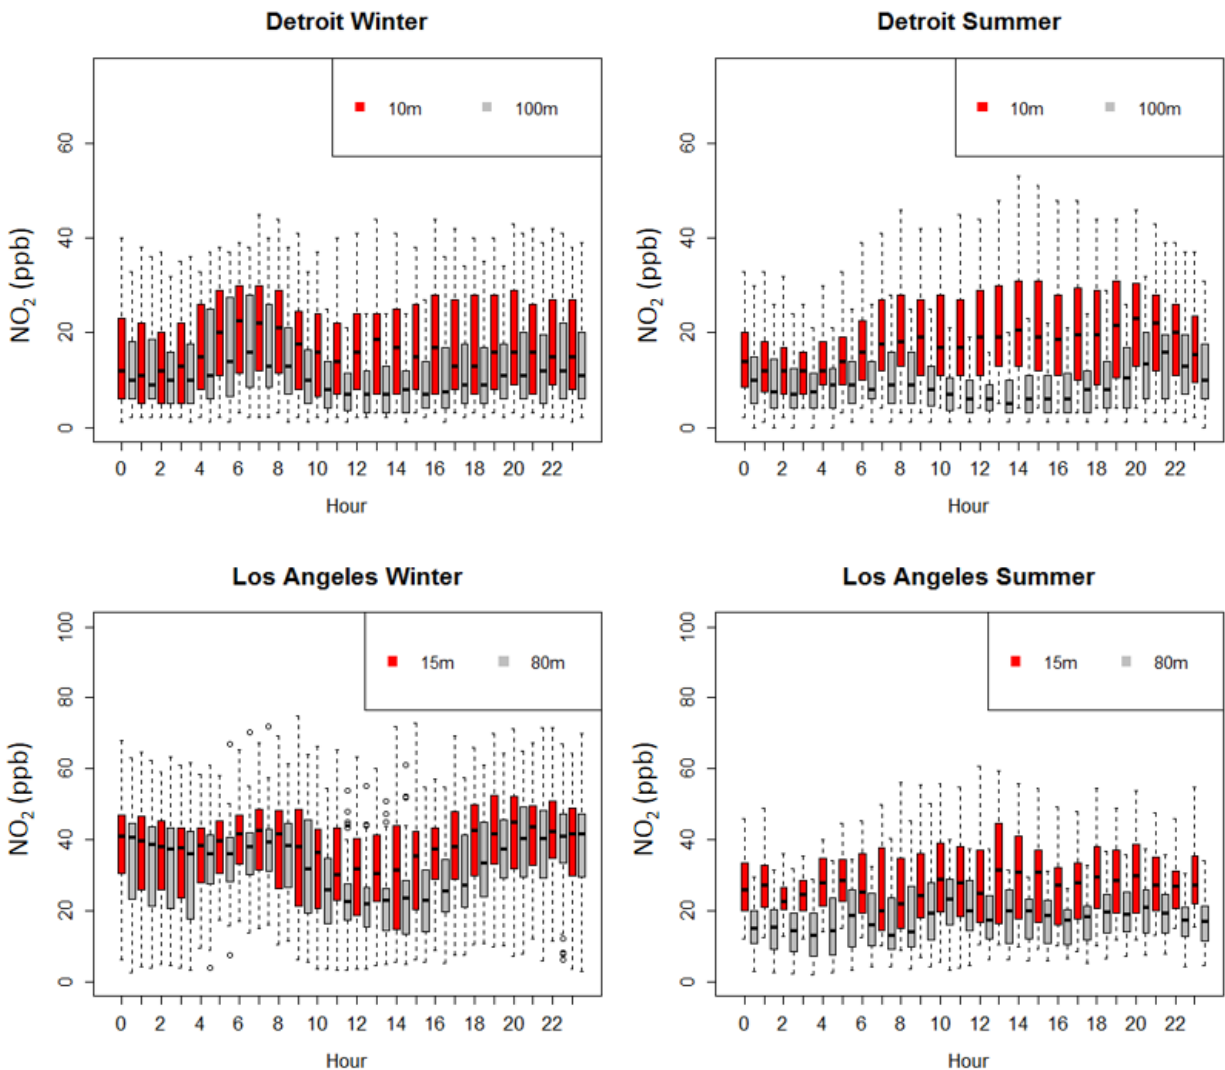 Detroit Winter
10m 100m
NO2 (ppb)
0 20 40 60
0 2 4 6 8 10 12 14 16 18 20 22
Hour
Detroit Summer
10m 100m
NO2 (ppb)
0 20 40 60
0 2 4 6 8 10 12 14 16 18 20 22
Hour
Los Angeles Winter
15m 80m
NO2 (ppb)
0 20 40 60 80 100
0 2 4 6 8 10 12 14 16 18 20 22
Hour
Los Angeles Summer
15m 80m
NO2 (ppb)
0 20 40 60 80 100
0 2 4 6 8 10 12 14 16 18 20 22
Hour